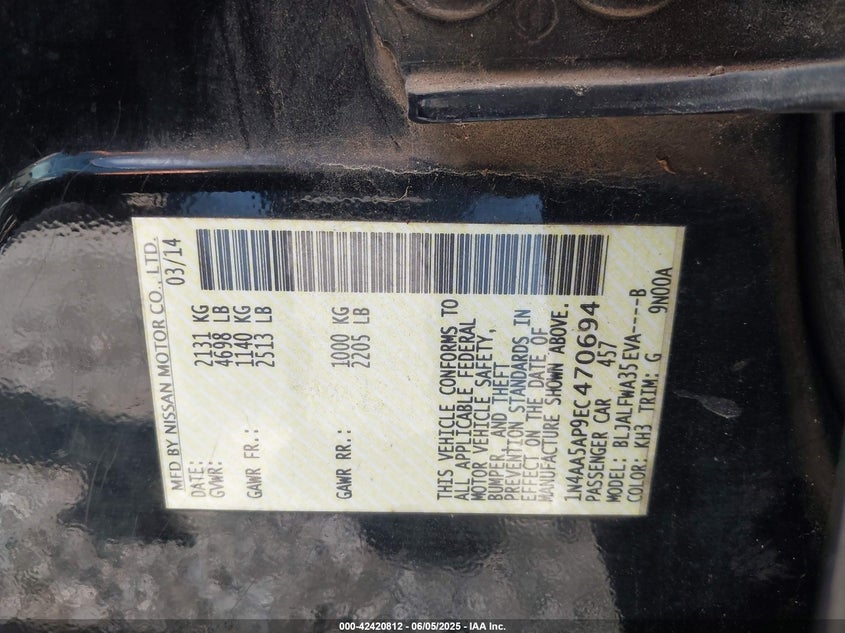 MFD BY NISSAN MOTOR CO., LTD.
DATE: 03/14
GVWR: 2131 KG
4698 LB
GAWR FR.: 1140 KG
2513 LB
GAWR RR.: 1000 KG
2205 LB
THIS VEHICLE CONFORMS TO
ALL APPLICABLE FEDERAL
MOTOR VEHICLE SAFETY,
BUMPER, AND THEFT
PREVENTION STANDARDS IN
EFFECT ON THE DATE OF
MANUFACTURE SHOWN ABOVE.
1N4AA5AP9EC470694
PASSENGER CAR 457
MODEL: BLJALFWA35EVA----B
COLOR: KH3 TRIM: G 9N00A
000-42420812 - 06/05/2025 - IAA Inc.